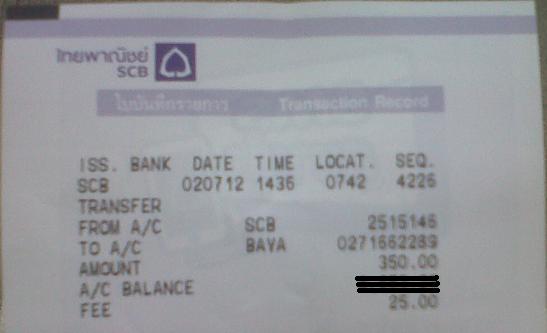 ไทยพาณิชย์
SCB
ใบบันทึกรายการ Transaction Record
ISS. BANK DATE TIME LOCAT. SEQ.
SCB 020712 1436 0742 4226
TRANSFER
FROM A/C SCB 2515146
TO A/C BAYA 0271662289
AMOUNT 350.00
A/C BALANCE
FEE 25.00